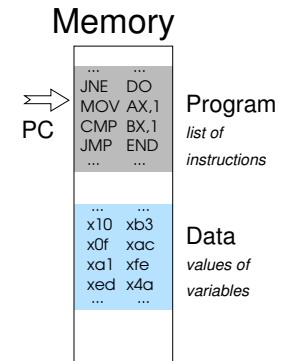 Memory
... ...
JNE DO
MOV AX,1
CMP BX,1
JMP END
... ...
PC
Program
list of
instructions
... ...
x10 xb3
x0f xac
xa1 xfe
xed x4a
... ...
Data
values of
variables